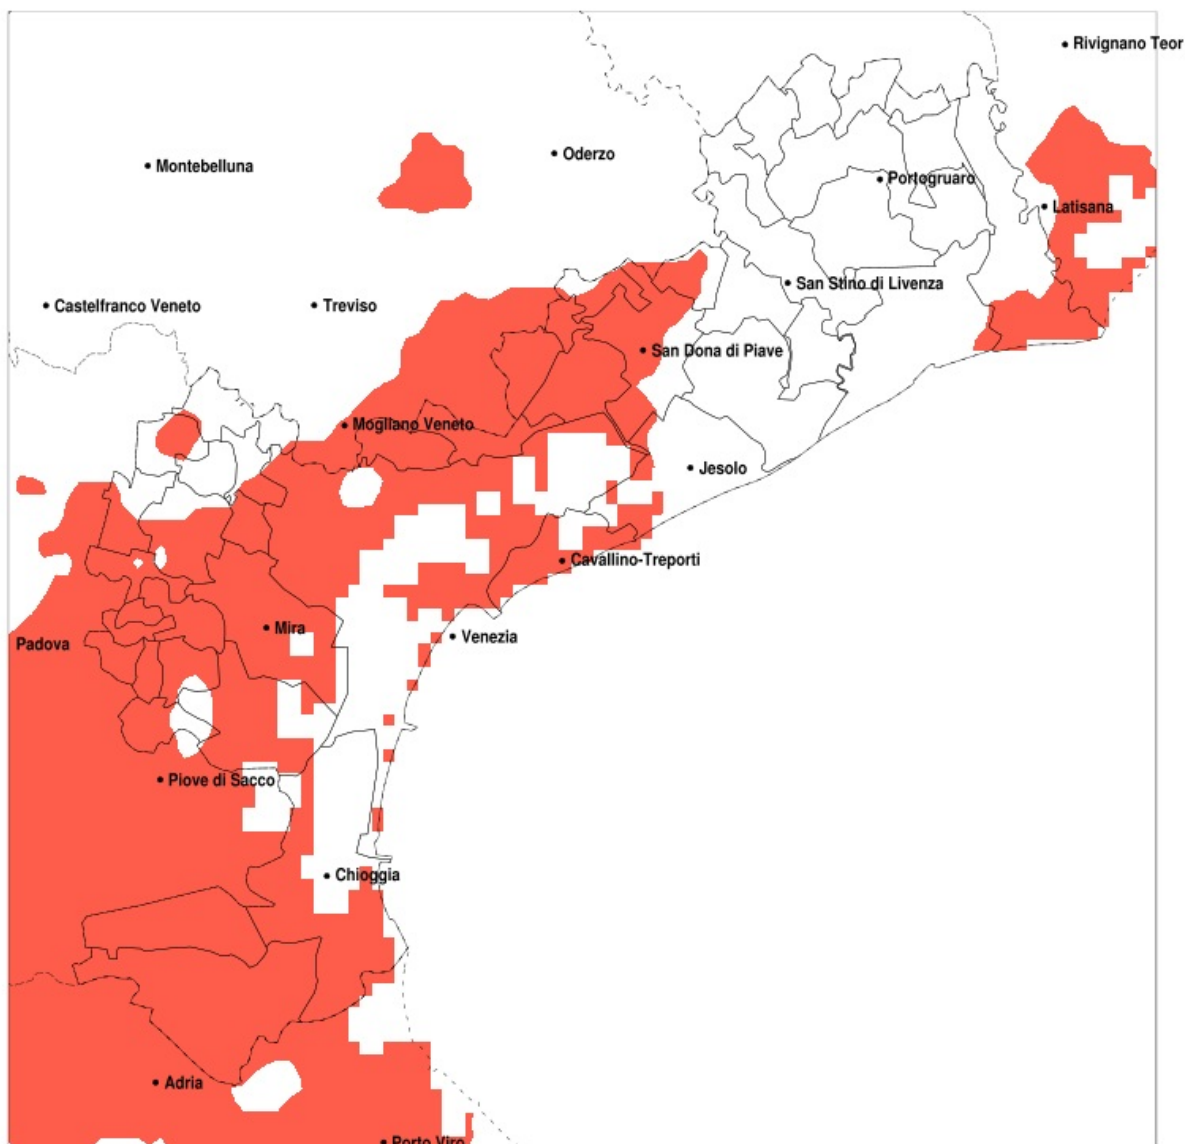 Rivignano Teor
Oderzo
Montebelluna
Portogruaro
Latisana
San Stino di Livenza
Castelfranco Veneto
Treviso
San Dona di Piave
Mogliano Veneto
Jesolo
Cavallino-Treporti
Mira
Venezia
Padova
Piove di Sacco
Chioggia
Adria
Porto Viro